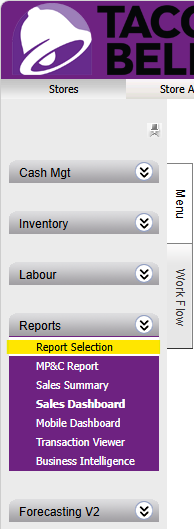 TACO
BELL
Stores
Store A
Cash Mgt
Menu
Inventory
Work Flow
Labour
Reports
Report Selection
MP&C Report
Sales Summary
Sales Dashboard
Mobile Dashboard
Transaction Viewer
Business Intelligence
Forecasting V2